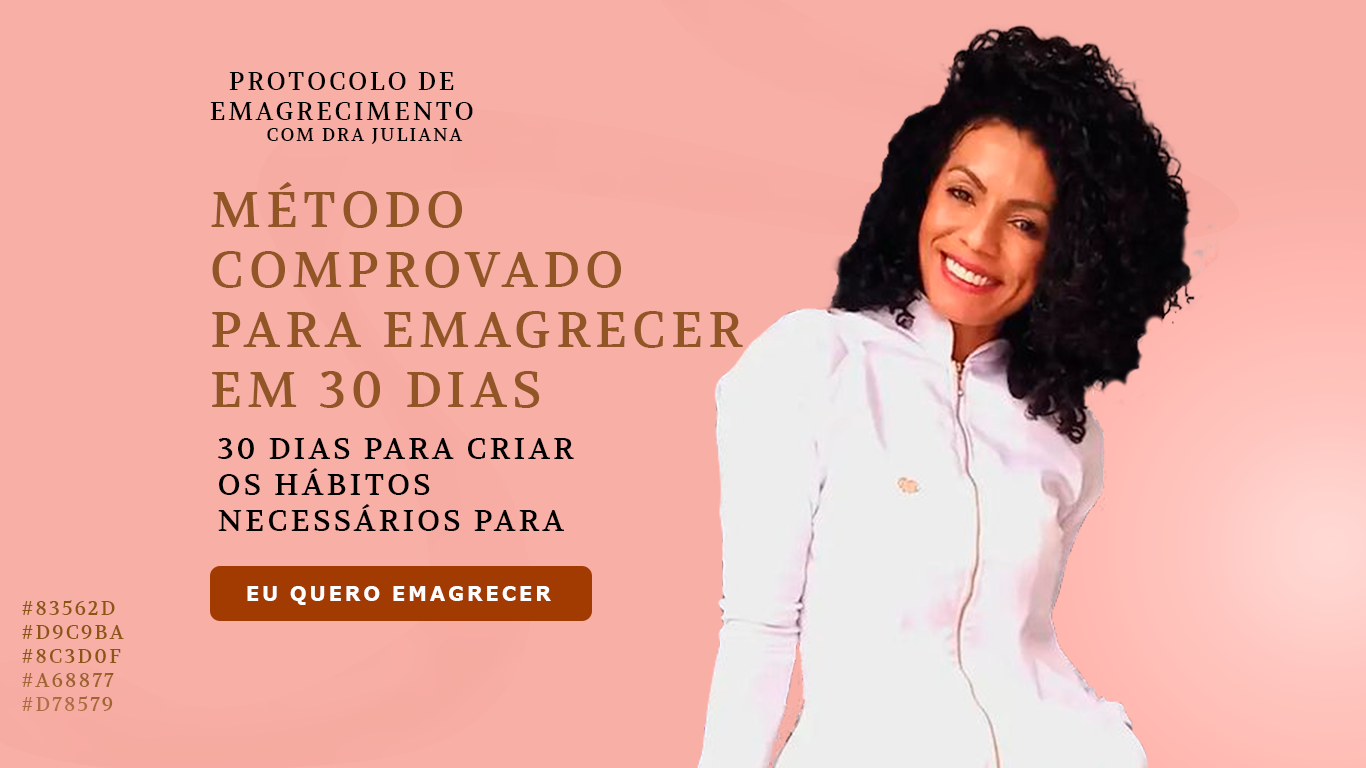 PROTOCOLO DE
EMAGRECIMENTO
COM DRA JULIANA
MÉTODO
COMPROVADO
PARA EMAGRECER
EM 30 DIAS
30 DIAS PARA CRIAR
OS HÁBITOS
NECESSÁRIOS PARA
EU QUERO EMAGRECER
#83562D
#D9C9BA
#8C3D0F
#A68877
#D78579